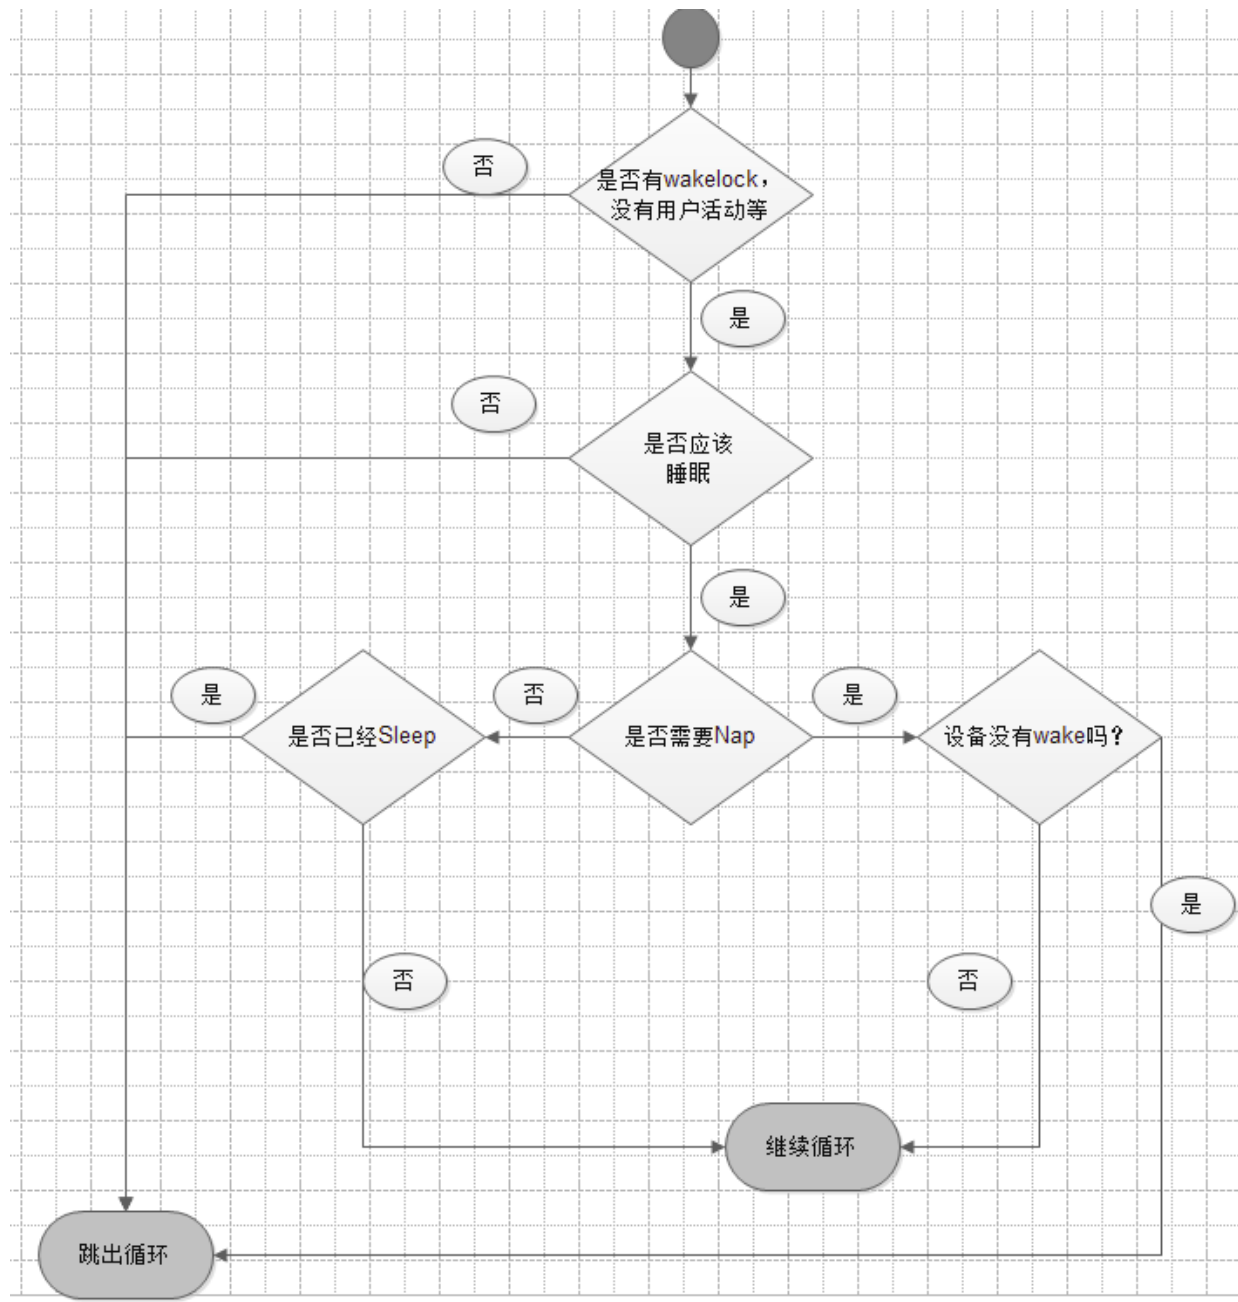 否
是否有wakelock，
没有用户活动等
是
否
是否应该
睡眠
是
是
否
是
是否已经Sleep
是否需要Nap
设备没有wake吗？
是
否
否
继续循环
跳出循环